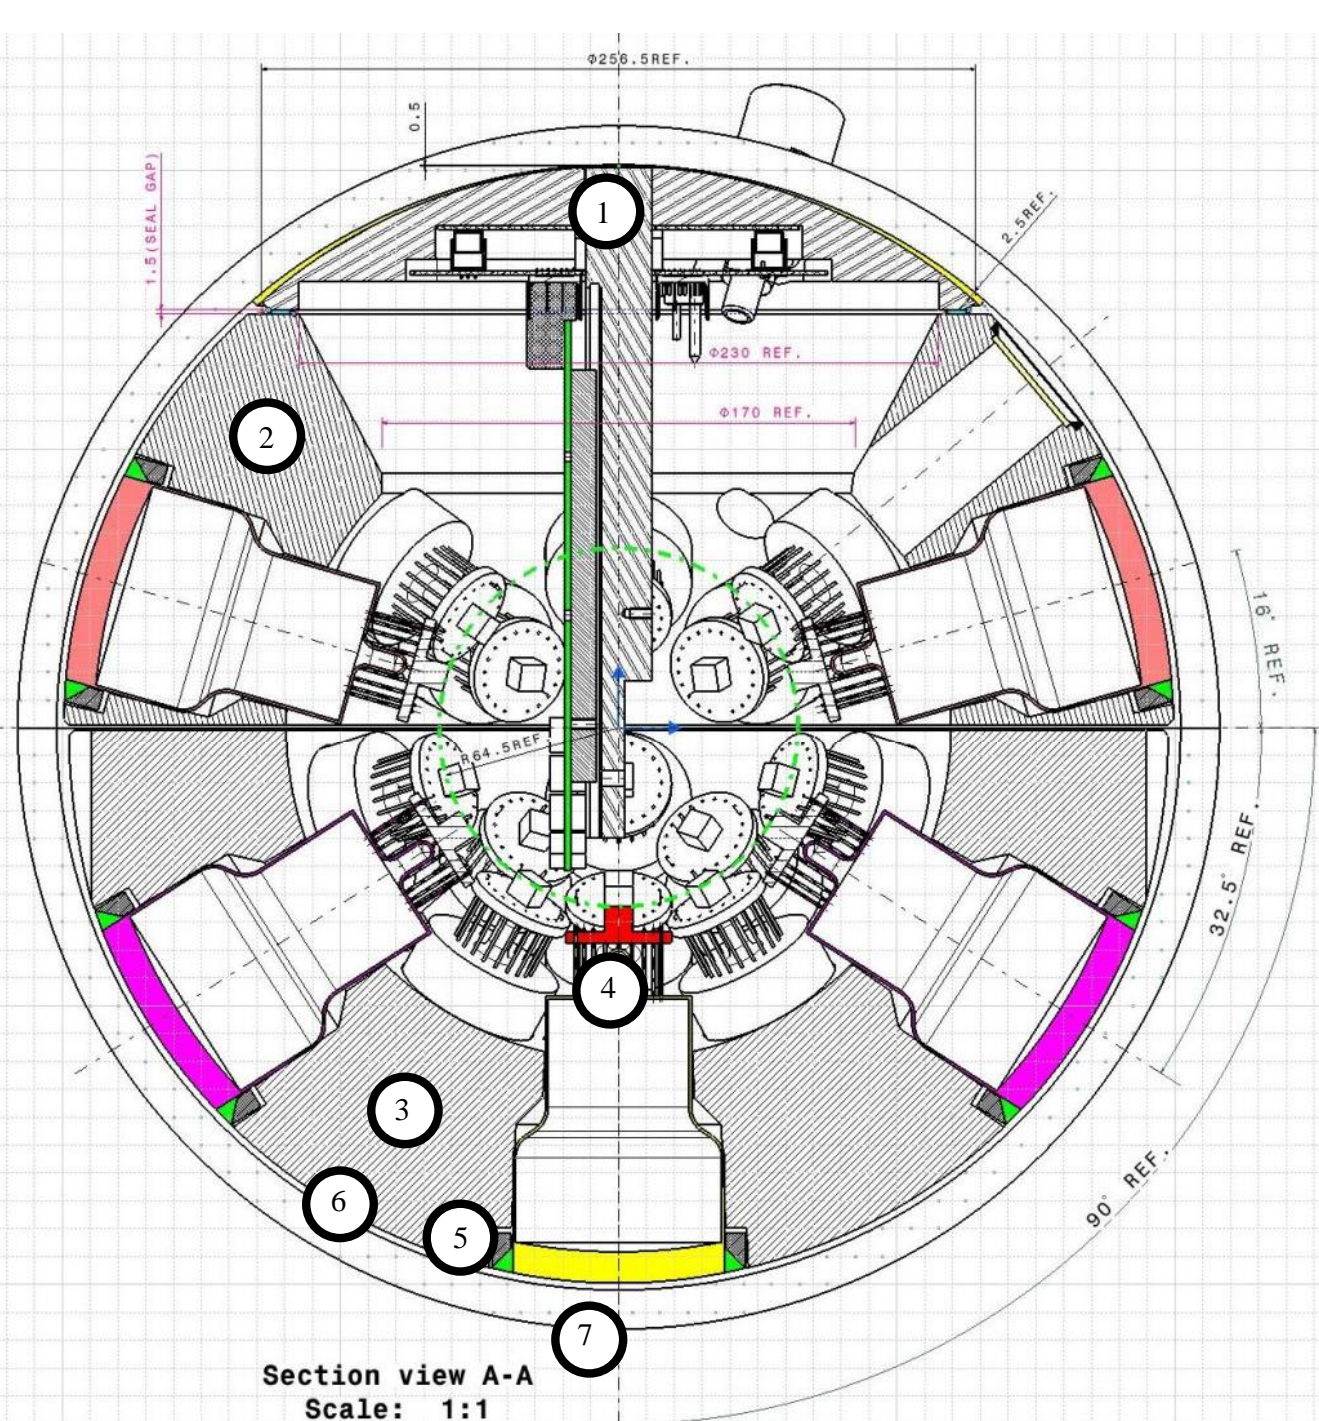 Φ256.5REF.
0.5
1.5(SEAL GAP)
1
2.5REF.
Φ230 REF.
Φ170 REF.
2
16° REF.
R64.5REF
32.5° REF.
4
3
90° REF.
6
5
7
Section view A-A
Scale: 1:1